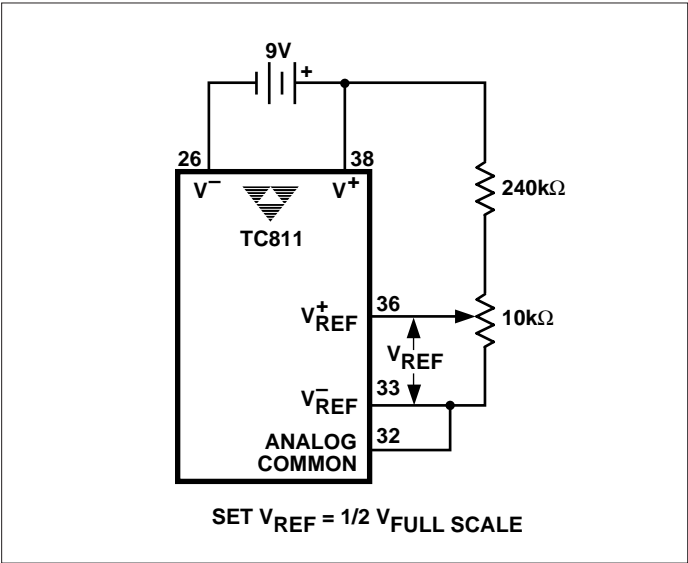 9V
+
26
38
V−
V+
240kΩ
TC811
36
V+REF
10kΩ
VREF
33
V−REF
ANALOG
COMMON
32
SET VREF = 1/2 VFULL SCALE